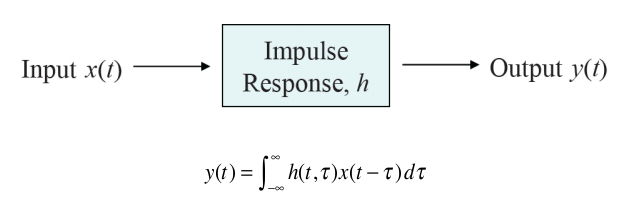 Impulse
Input x(t) Response, h Output y(t)
y(t) = ∫_{-∞}^{∞} h(t,τ)x(t − τ)dτ